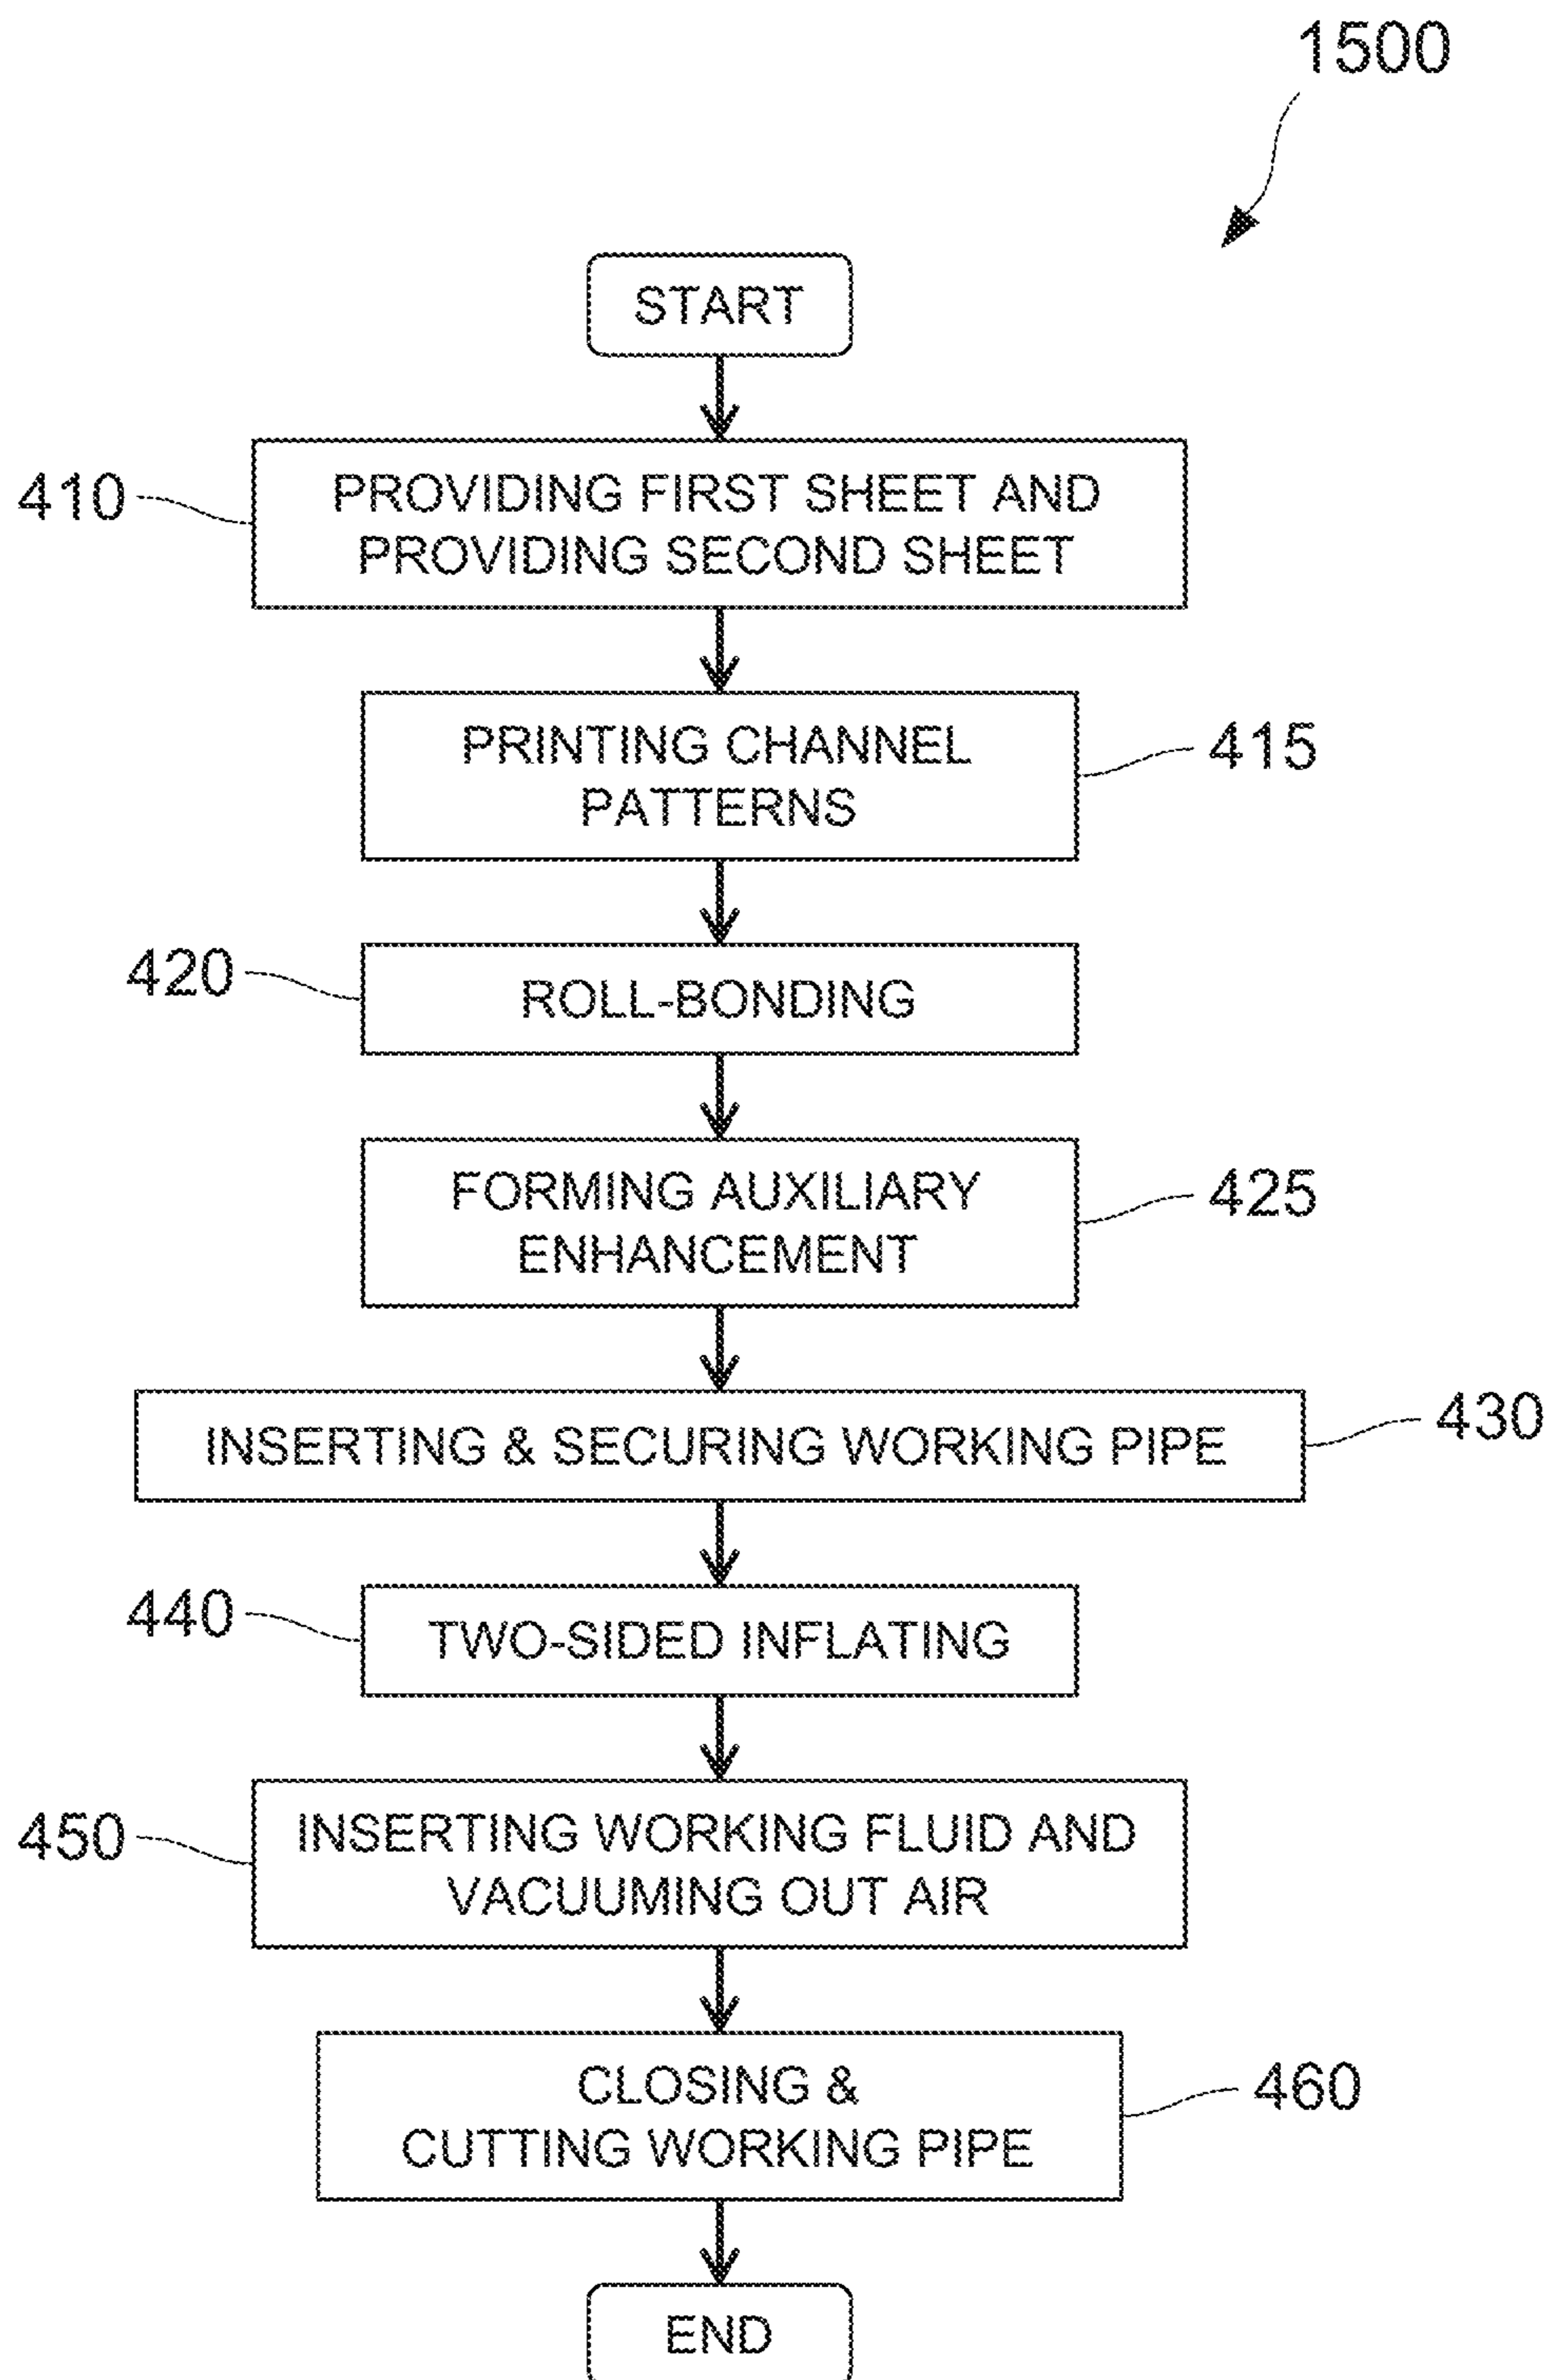 1500
START
410
PROVIDING FIRST SHEET AND
PROVIDING SECOND SHEET
PRINTING CHANNEL
PATTERNS
415
420
ROLL-BONDING
FORMING AUXILIARY
ENHANCEMENT
425
INSERTING & SECURING WORKING PIPE
430
440
TWO-SIDED INFLATING
450
INSERTING WORKING FLUID AND
VACUUMING OUT AIR
CLOSING &
CUTTING WORKING PIPE
460
END